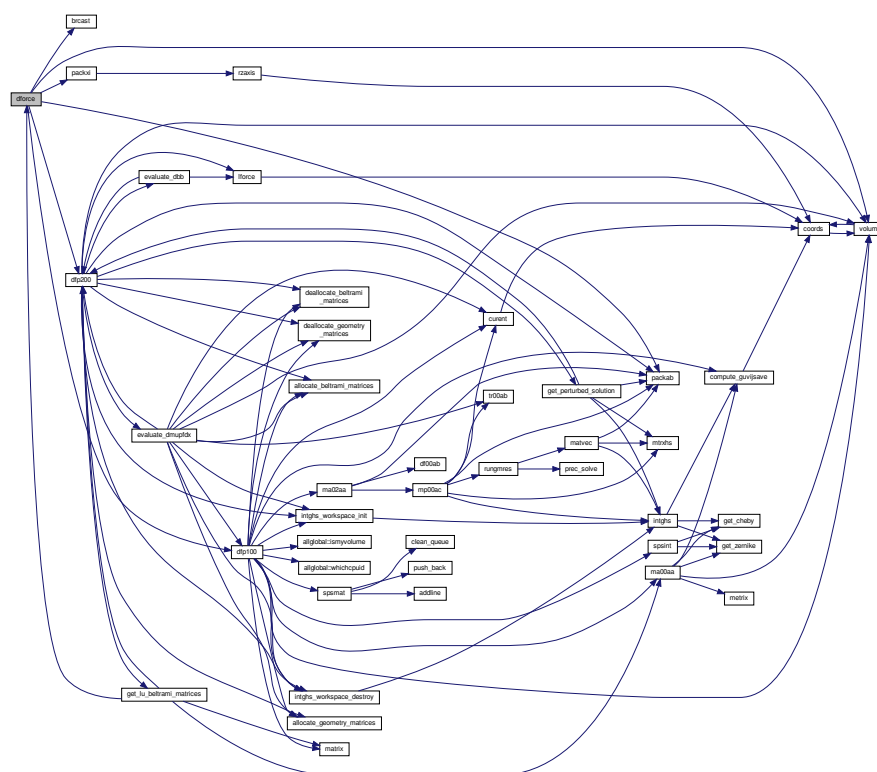 brcast
packxi
rzaxis
dforce
evaluate_dbb
lforce
coords
volume
dfp200
deallocate_beltrami
_matrices
deallocate_geometry
_matrices
curent
allocate_beltrami_matrices
packab
compute_guvijsave
get_perturbed_solution
tr00ab
evaluate_dmupfdx
mtrxhs
matvec
df00ab
ma02aa
mp00ac
rungmres
prec_solve
intghs_workspace_init
intghs
get_cheby
allglobal::ismyvolume
clean_queue
spsint
get_zernike
dfp100
allglobal::whichcpuid
push_back
ma00aa
spsmat
addline
metrix
get_lu_beltrami_matrices
intghs_workspace_destroy
allocate_geometry_matrices
matrix